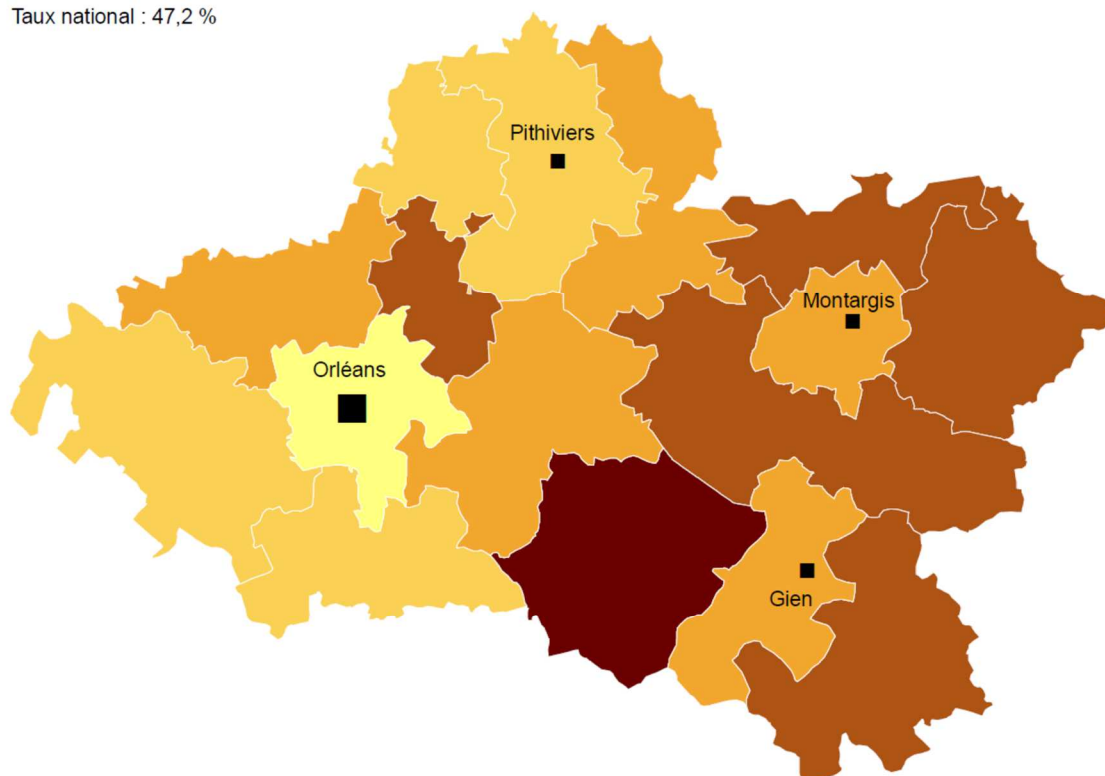 Taux national : 47,2 %
Pithiviers
Montargis
Orléans
Gien